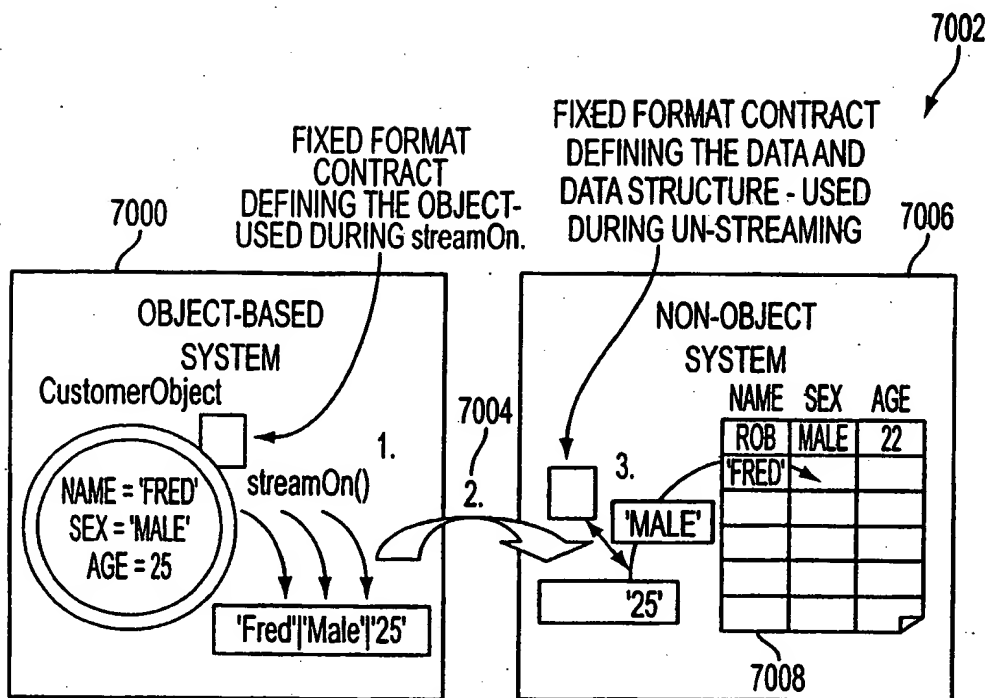 7002
FIXED FORMAT
CONTRACT
DEFINING THE OBJECT-
USED DURING streamOn.
FIXED FORMAT CONTRACT
DEFINING THE DATA AND
DATA STRUCTURE - USED
DURING UN-STREAMING
7000
7006
OBJECT-BASED
SYSTEM
CustomerObject
NAME = 'FRED'
SEX = 'MALE'
AGE = 25
1.
streamOn()
'Fred'|'Male'|'25'
7004
2.
NON-OBJECT
SYSTEM
3.
'MALE'
'25'
NAME SEX AGE
ROB MALE 22
'FRED'
7008